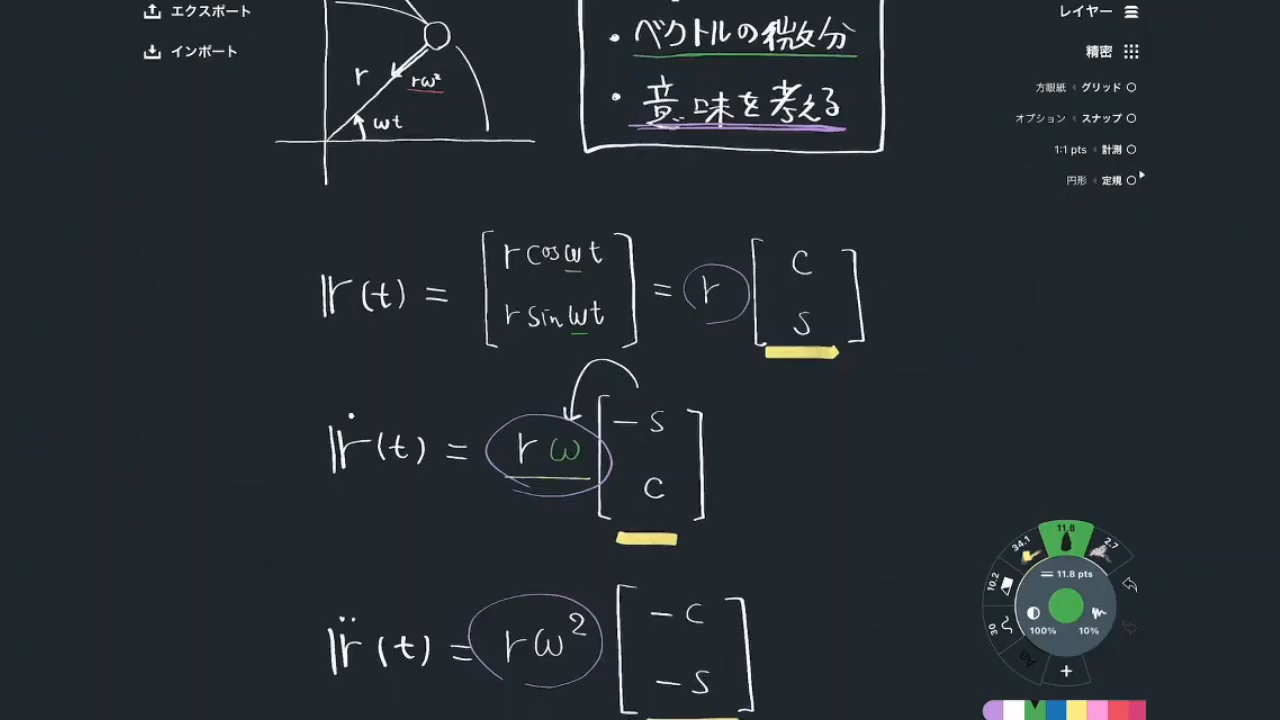 エクスポート
インポート
r
rω²
ωt
・ベクトルの微分
・意味を考える
レイヤー
精密
方眼紙 グリッド
オプション スナップ
1:1 pts 計測
円形 定規
r(t) = [ r cos ωt
r sin ωt ] = r [ C
S ]
ṙ(t) = rω [ -S
C ]
r̈(t) = rω² [ -C
-S ]
34.1
11.8
2.7
10.2
11.8 pts
30
100%
10%
Aa
+